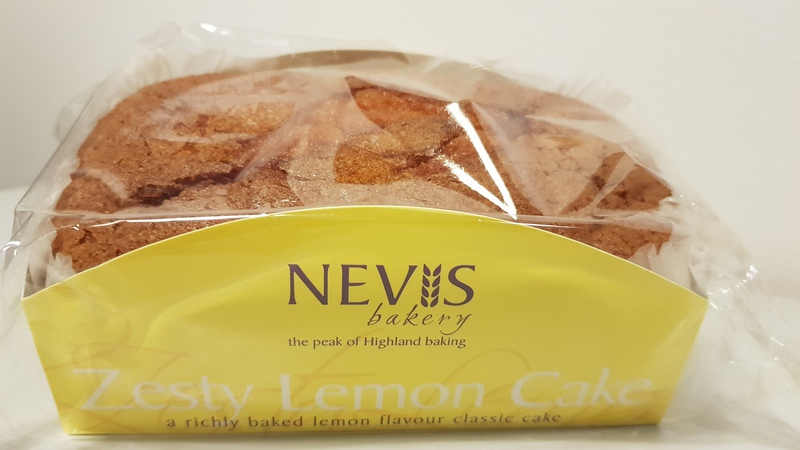 NEVIS
bakery
the peak of Highland baking
Zesty Lemon Cake
a richly baked lemon flavour classic cake